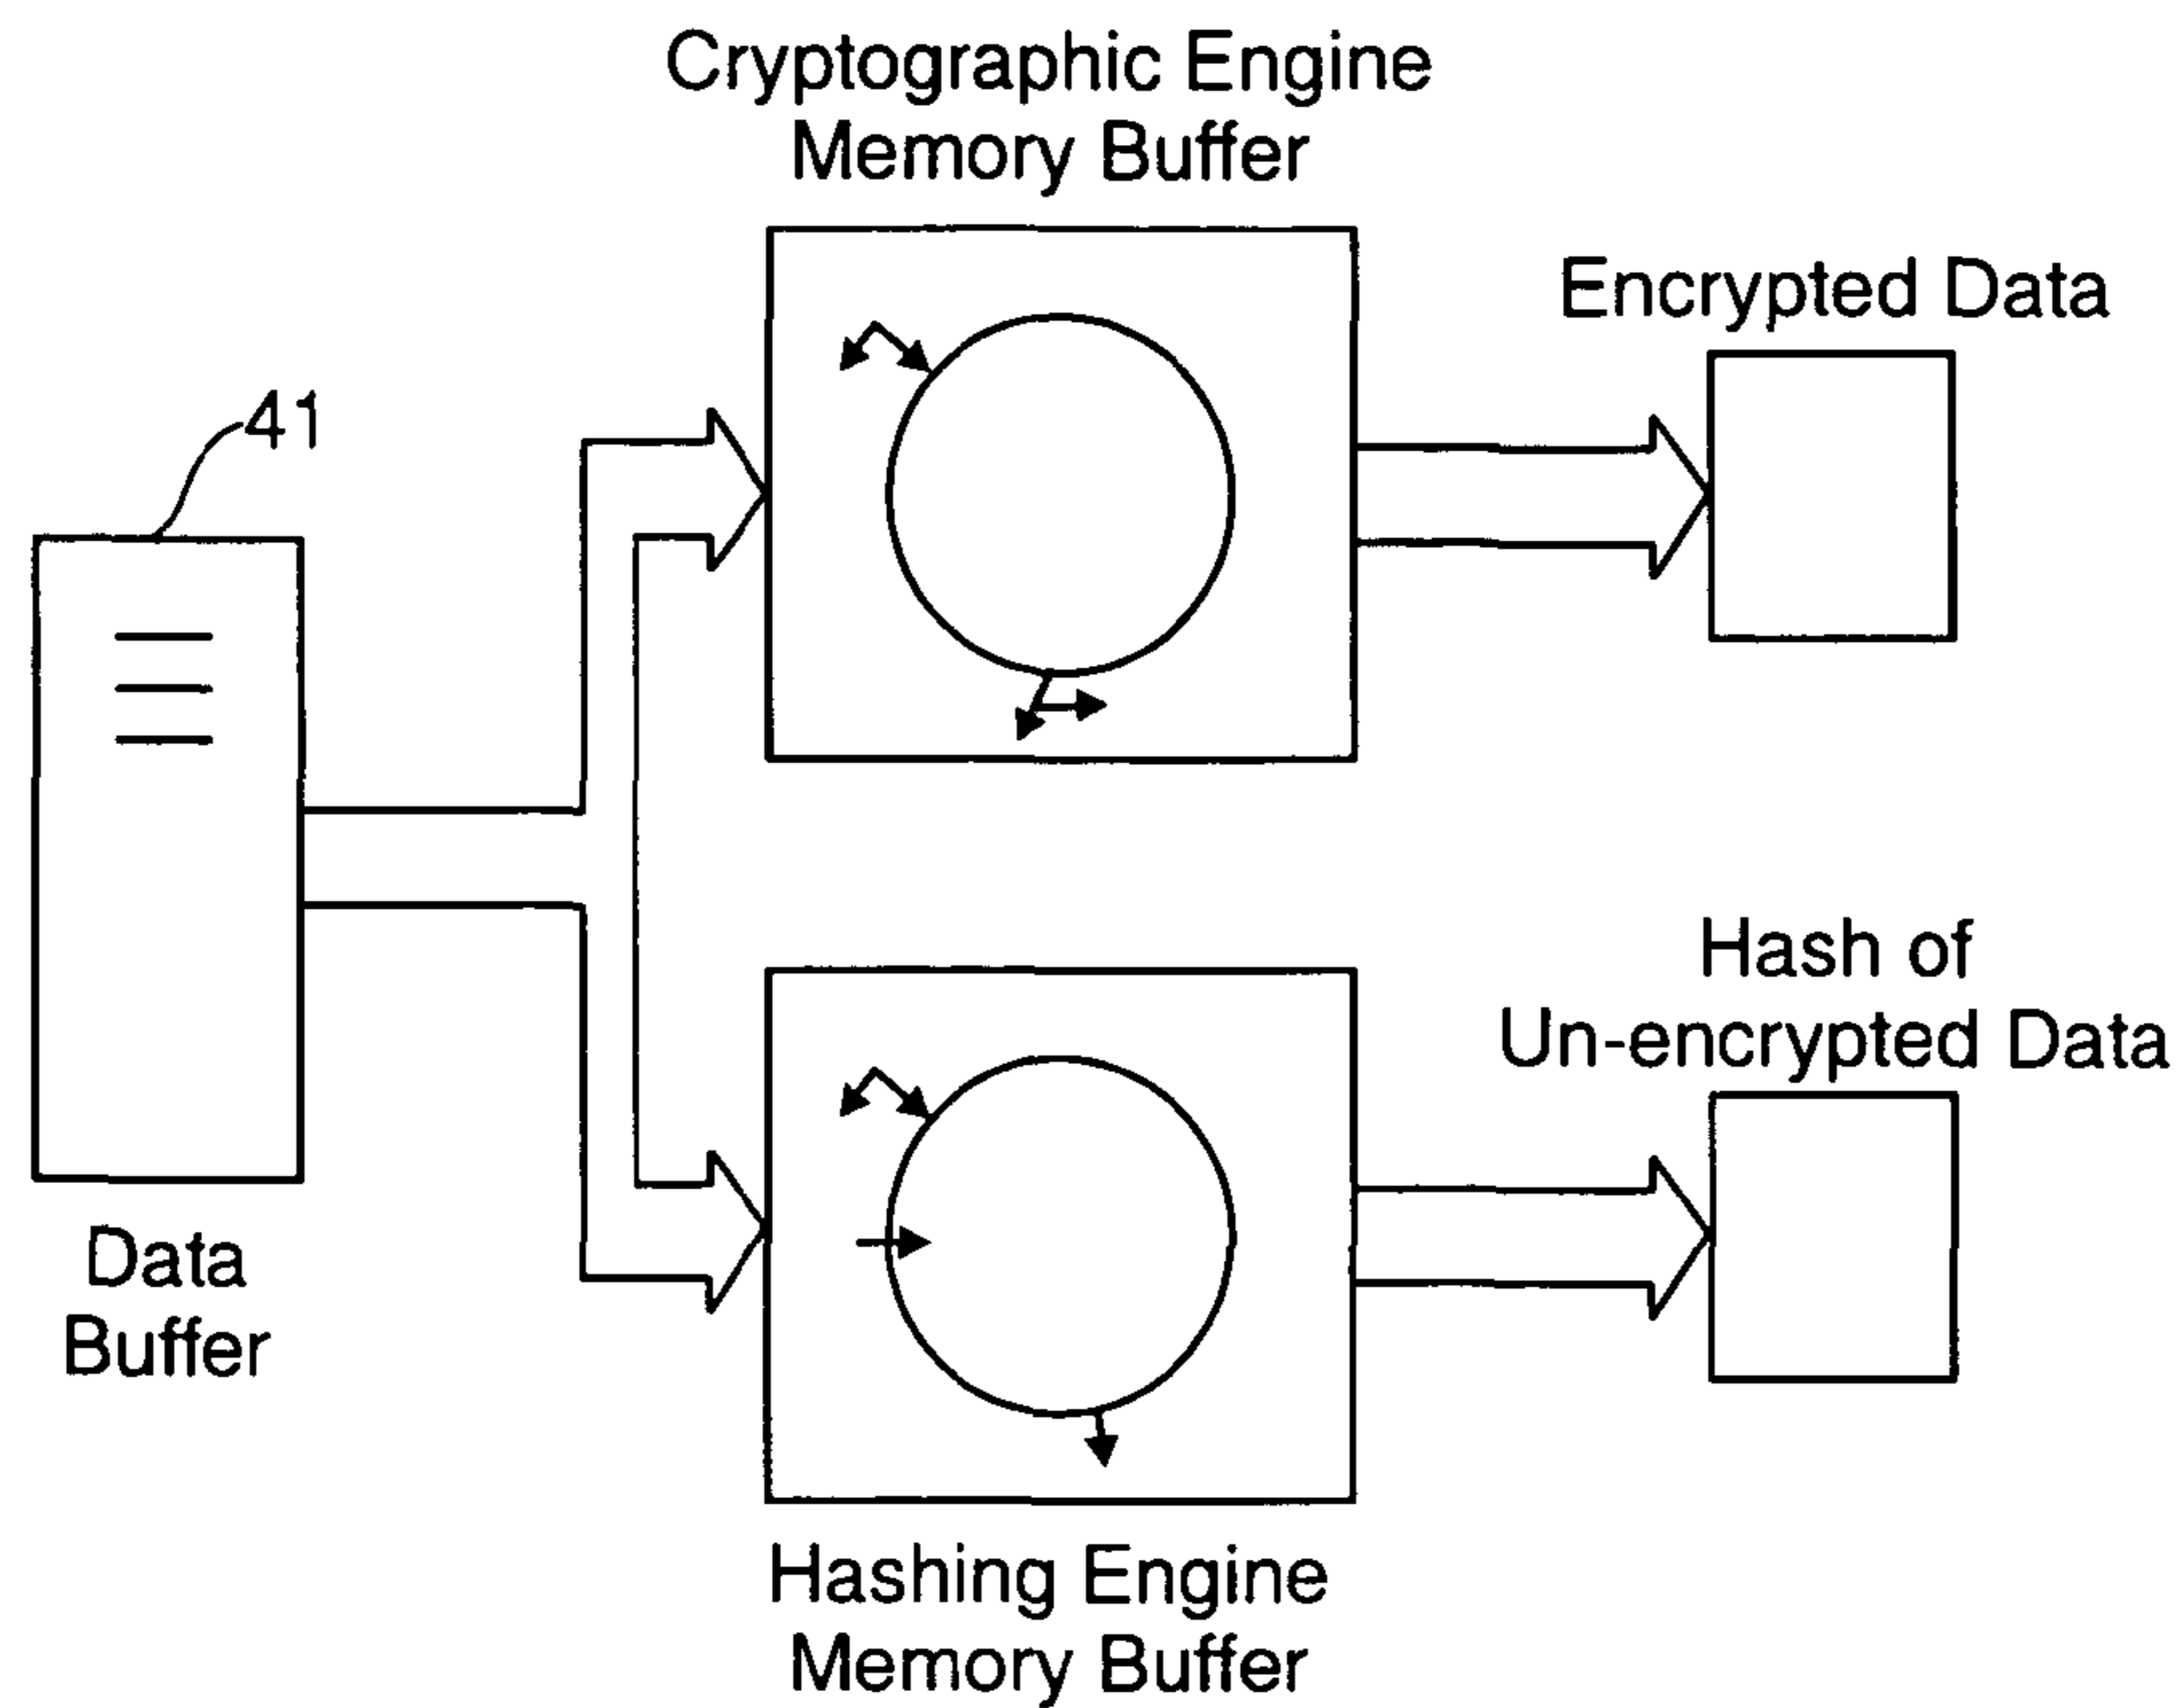 Cryptographic Engine
Memory Buffer
Encrypted Data
41
Hash of
Un-encrypted Data
Data
Buffer
Hashing Engine
Memory Buffer